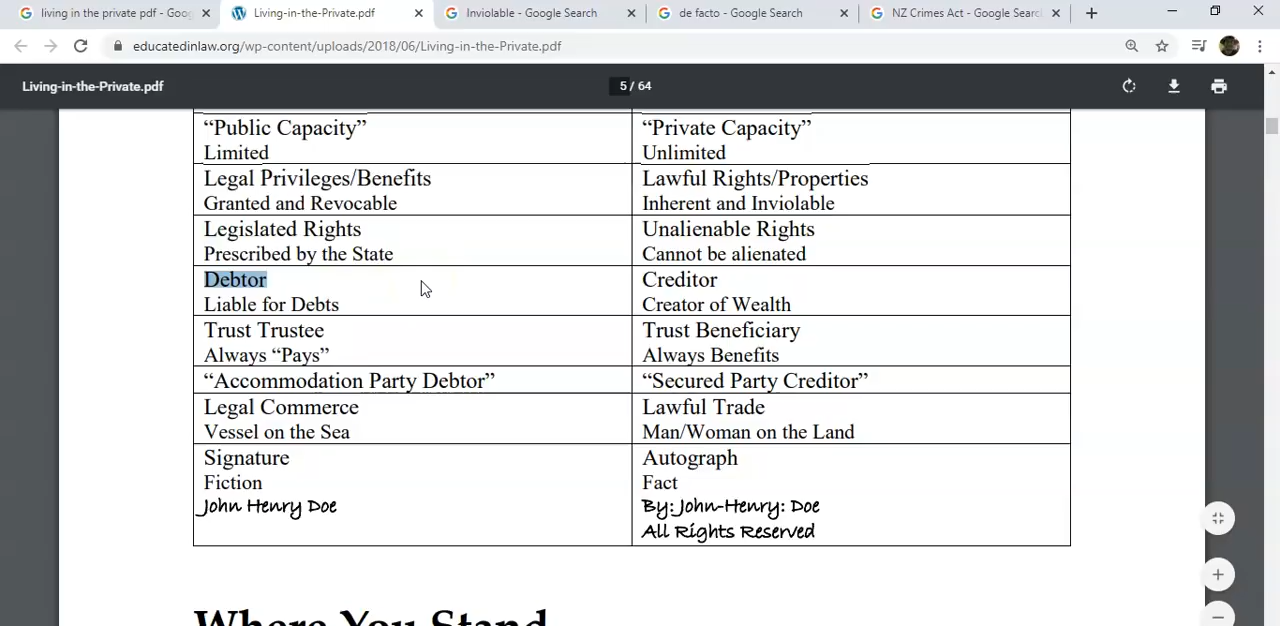 living in the private pdf - Goog
Living-in-the-Private.pdf
Inviolable - Google Search
de facto - Google Search
NZ Crimes Act - Google Search
educatedinlaw.org/wp-content/uploads/2018/06/Living-in-the-Private.pdf
Living-in-the-Private.pdf
5 / 64
“Public Capacity”
Limited
“Private Capacity”
Unlimited
Legal Privileges/Benefits
Granted and Revocable
Lawful Rights/Properties
Inherent and Inviolable
Legislated Rights
Prescribed by the State
Unalienable Rights
Cannot be alienated
Debtor
Liable for Debts
Creditor
Creator of Wealth
Trust Trustee
Always “Pays”
Trust Beneficiary
Always Benefits
“Accommodation Party Debtor”
“Secured Party Creditor”
Legal Commerce
Vessel on the Sea
Lawful Trade
Man/Woman on the Land
Signature
Fiction
John Henry Doe
Autograph
Fact
By: John-Henry: Doe
All Rights Reserved
Where You Stand